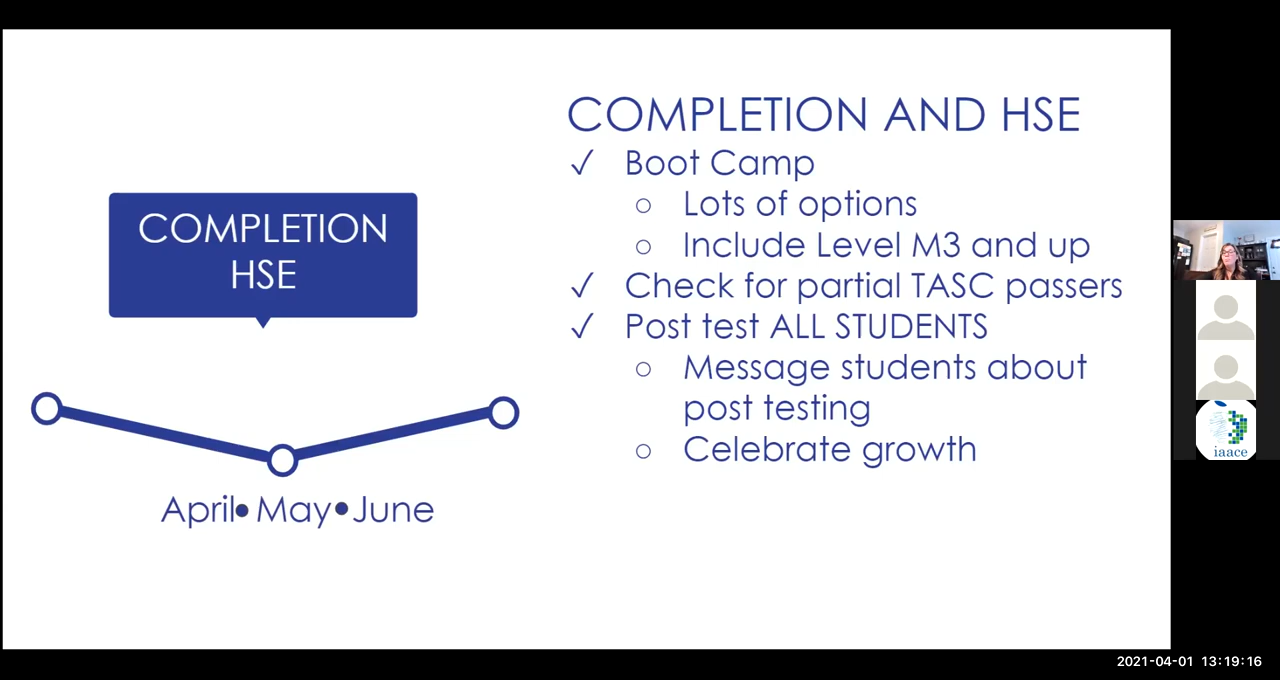 COMPLETION
HSE
April• May•June
COMPLETION AND HSE
✓ Boot Camp
○ Lots of options
○ Include Level M3 and up
✓ Check for partial TASC passers
✓ Post test ALL STUDENTS
○ Message students about
post testing
○ Celebrate growth
iaace
2021-04-01 13:19:16